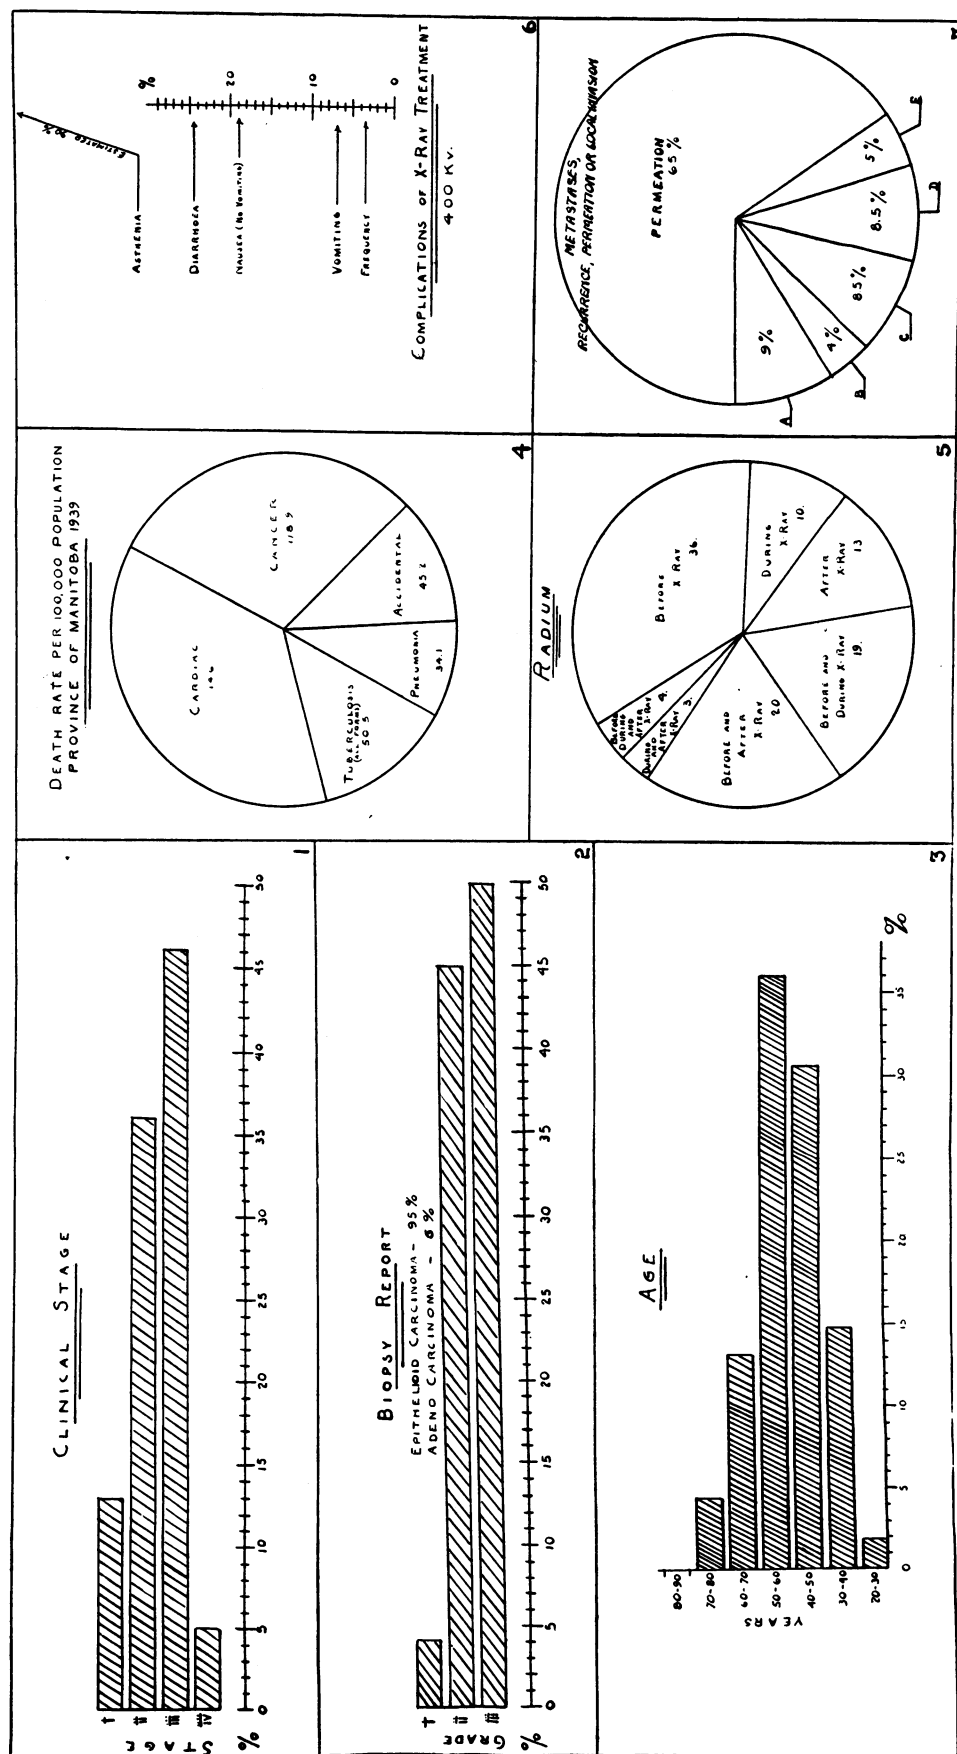 CLINICAL STAGE
STAGE
I
II
III
IV
%
0
5
10
15
20
25
30
35
40
45
50
1
BIOPSY REPORT
EPITHELIOID CARCINOMA - 95%
ADENO CARCINOMA - 6%
GRADE
I
II
III
%
0
5
10
15
20
25
30
35
40
45
50
2
AGE
YEARS
80-90
70-80
60-70
50-60
40-50
30-40
20-30
0
5
10
15
20
25
30
35
%
3
DEATH RATE PER 100,000 POPULATION
PROVINCE OF MANITOBA 1939
CARDIAC
146
CANCER
118.9
ACCIDENTAL
PNEUMONIA
34.1
TUBERCULOSIS
(ALL FORMS)
50.5
4
RADIUM
BEFORE
X RAY
36.
DURING
X-RAY
10.
AFTER
X-RAY
13
BEFORE AND
DURING X-RAY
19.
BEFORE AND
AFTER
X-RAY
20
DURING
AND
AFTER
X-RAY 3.
BEFORE
DURING
AND
AFTER
X-RAY 4.
5
%
20
10
0
ESTIMATED 90%
ASTHENIA
DIARRHOEA
NAUSEA (NO VOMITING)
VOMITING
FREQUENCY
COMPLICATIONS OF X-RAY TREATMENT
400 KV.
6
METASTASES,
RECURRENCE, PERMEATION OR LOCAL INVASION
PERMEATION
65%
9%
4%
8.5%
8.5%
5%
A
B
C
D
E